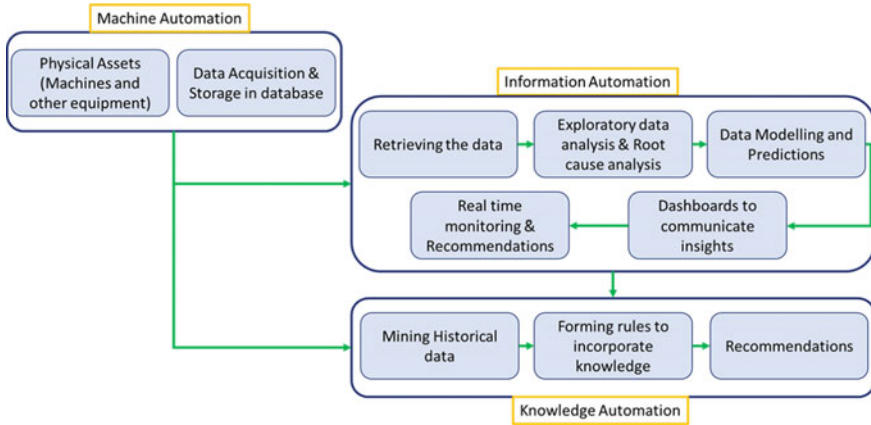 Machine Automation
Physical Assets
(Machines and
other equipment)
Data Acquisition &
Storage in database
Information Automation
Retrieving the data
Exploratory data
analysis & Root
cause analysis
Data Modelling and
Predictions
Real time
monitoring &
Recommendations
Dashboards to
communicate
insights
Mining Historical
data
Forming rules to
incorporate
knowledge
Recommendations
Knowledge Automation